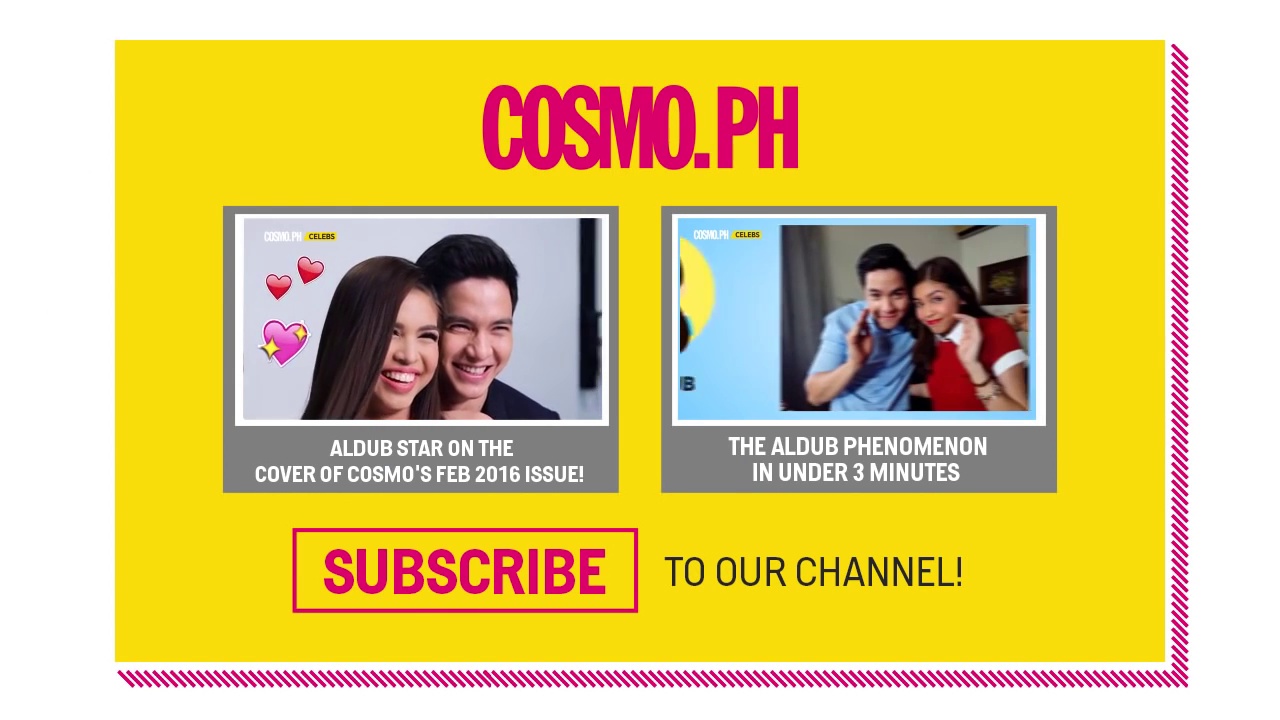 COSMO.PH
COSMO.PH CELEBS
COSMO.PH CELEBS
UB
ALDUB STAR ON THE
COVER OF COSMO'S FEB 2016 ISSUE!
THE ALDUB PHENOMENON
IN UNDER 3 MINUTES
SUBSCRIBE TO OUR CHANNEL!